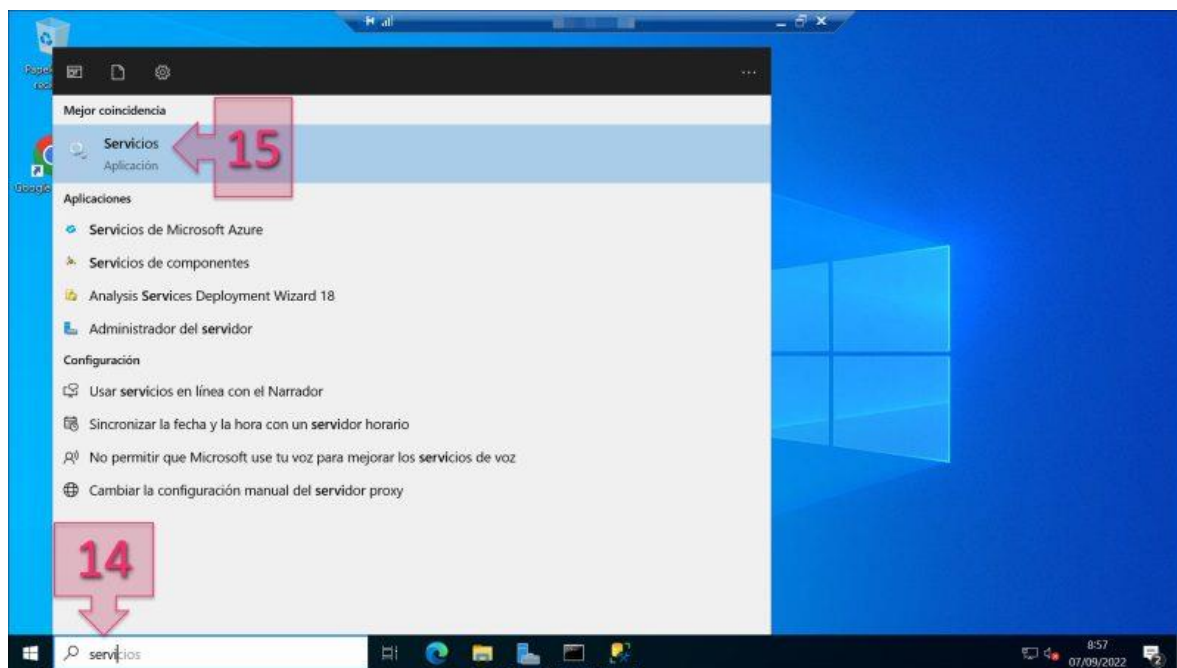 Mejor coincidencia
Servicios
Aplicación
15
Aplicaciones
Servicios de Microsoft Azure
Servicios de componentes
Analysis Services Deployment Wizard 18
Administrador del servidor
Configuración
Usar servicios en línea con el Narrador
Sincronizar la fecha y la hora con un servidor horario
No permitir que Microsoft use tu voz para mejorar los servicios de voz
Cambiar la configuración manual del servidor proxy
14
servicios
8:57
07/09/2022
2